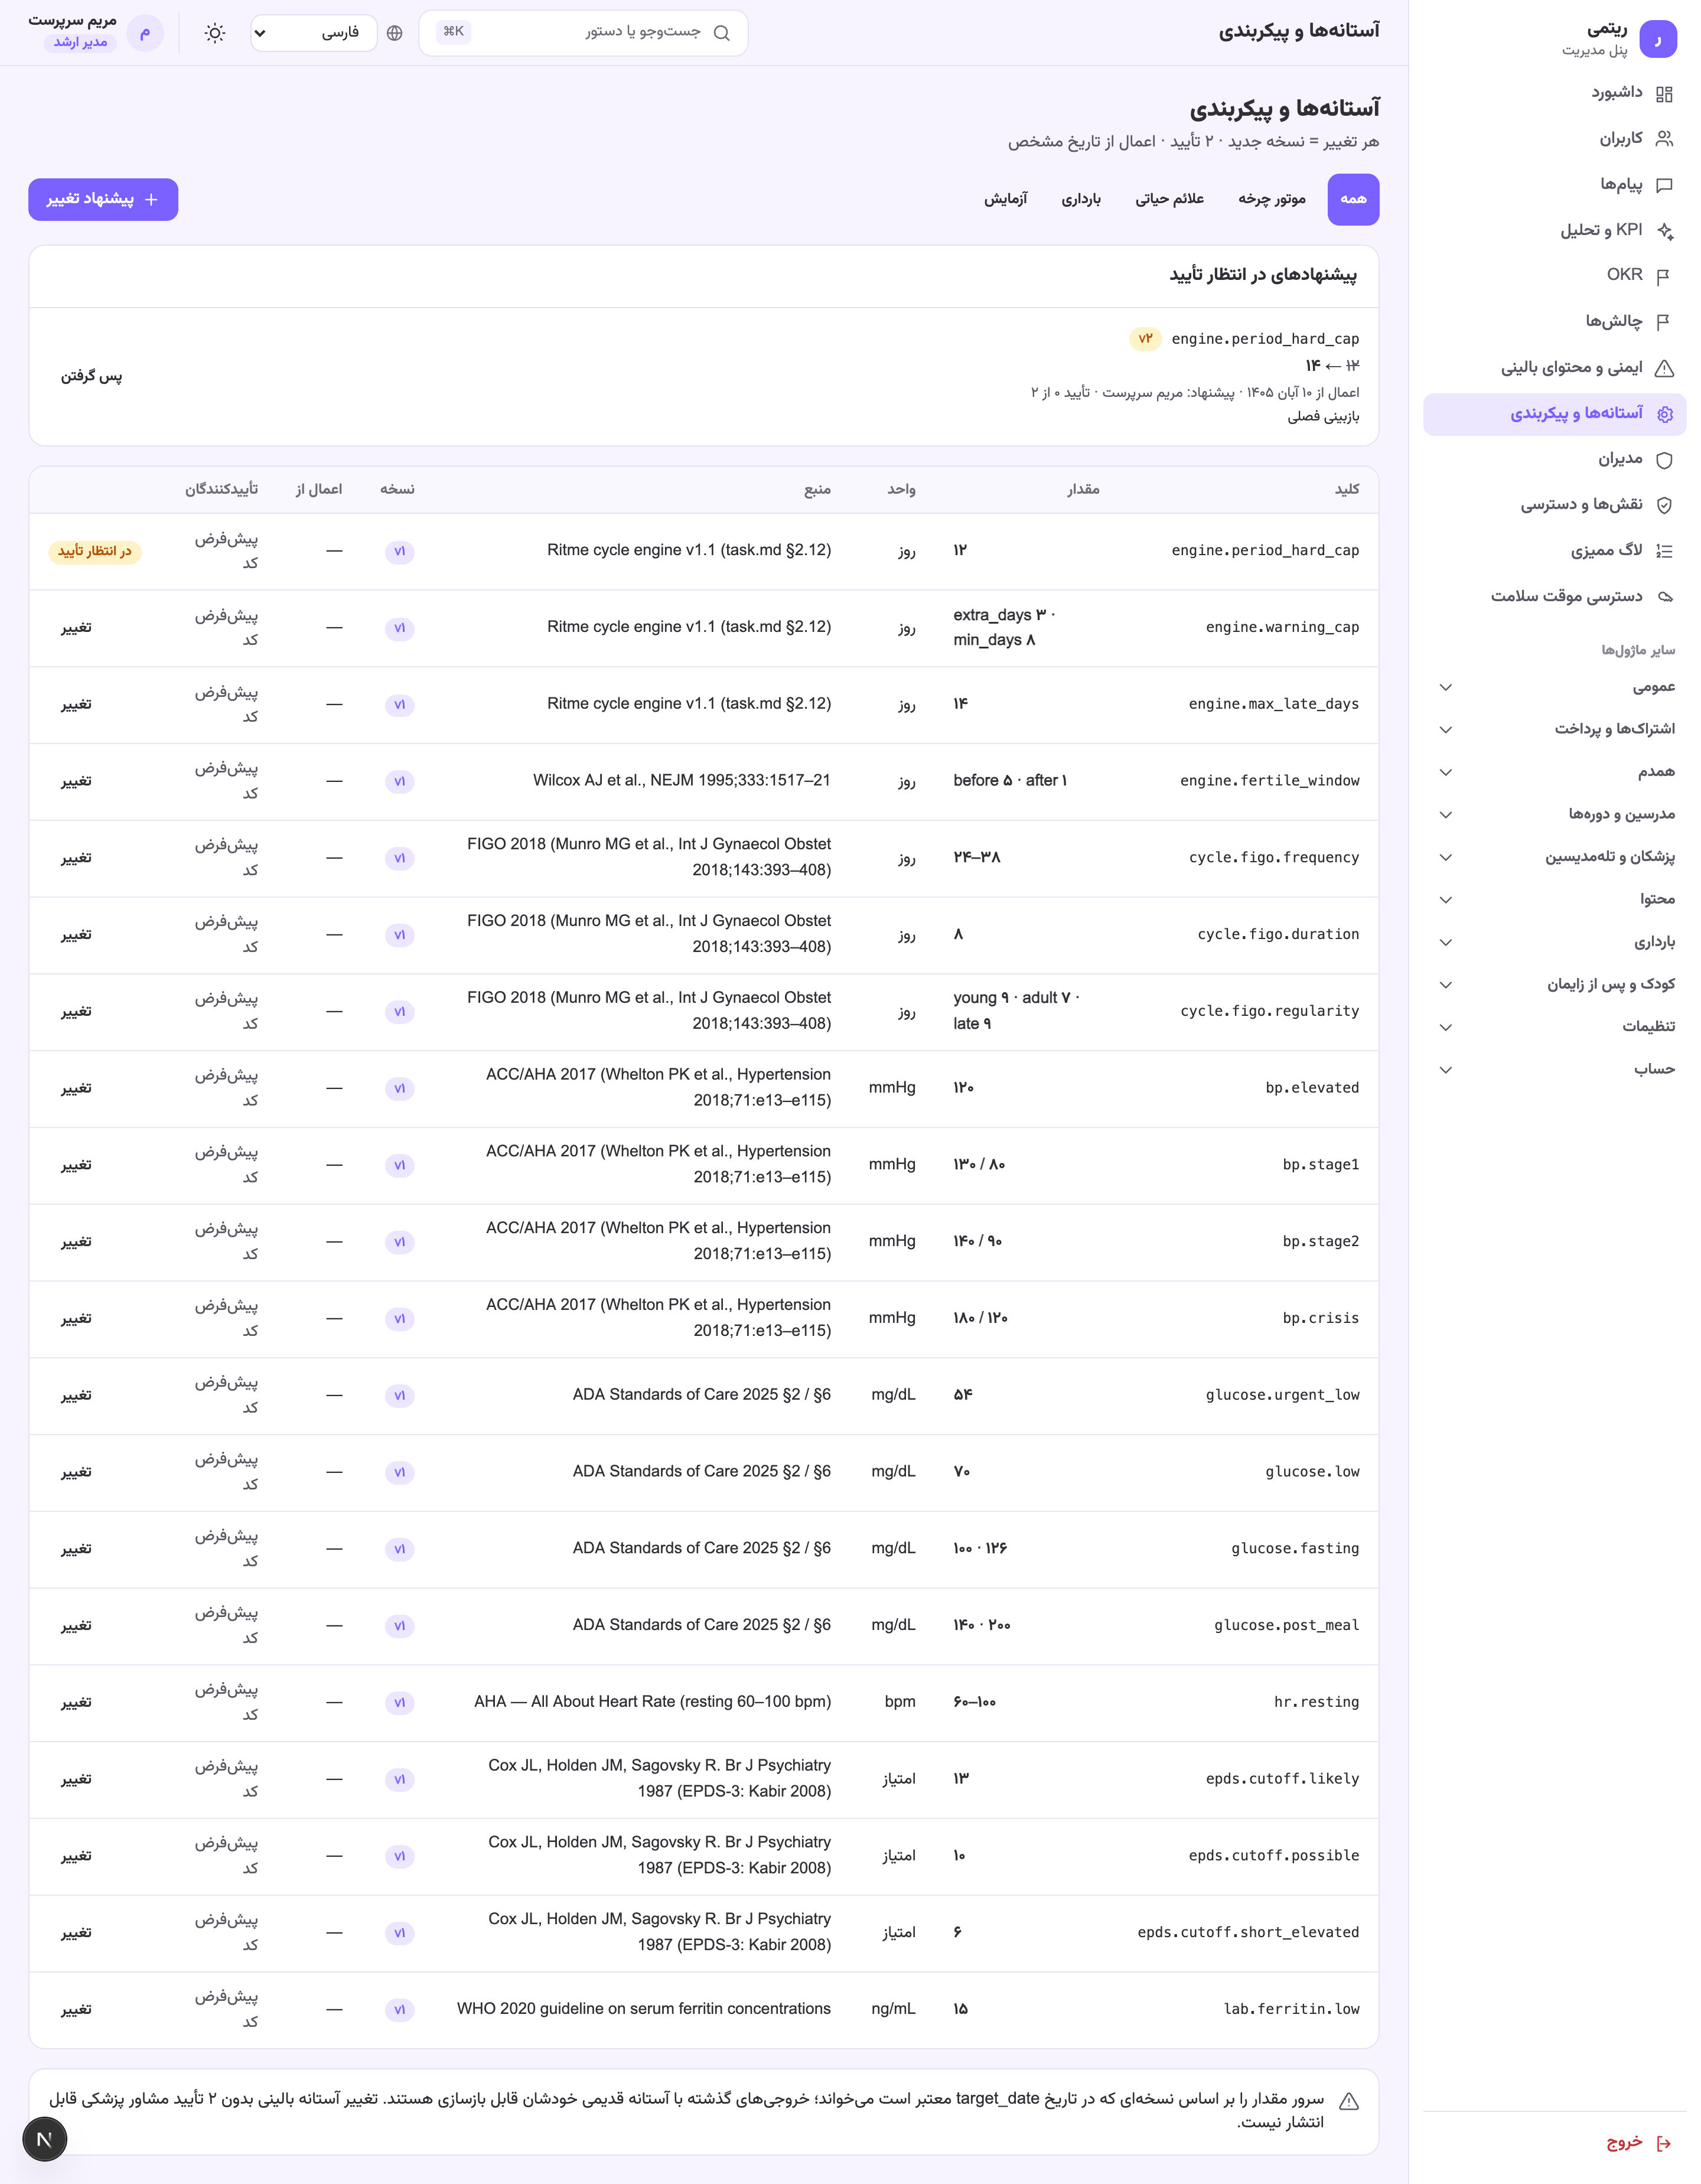 ر
ریتمی
پنل مدیریت
داشبورد
کاربران
پیام‌ها
KPI و تحلیل
OKR
چالش‌ها
ایمنی و محتوای بالینی
آستانه‌ها و پیکربندی
مدیران
نقش‌ها و دسترسی
لاگ ممیزی
دسترسی موقت سلامت
سایر ماژول‌ها
عمومی
اشتراک‌ها و پرداخت
همدم
مدرسین و دوره‌ها
پزشکان و تله‌مدیسین
محتوا
بارداری
کودک و پس از زایمان
تنظیمات
حساب
خروج
آستانه‌ها و پیکربندی
جست‌وجو یا دستور
⌘K
فارسی
م
مریم سرپرست
مدیر ارشد
آستانه‌ها و پیکربندی
هر تغییر = نسخه جدید · ۲ تأیید · اعمال از تاریخ مشخص
همه موتور چرخه علائم حیاتی بارداری آزمایش
+ پیشنهاد تغییر
پیشنهادهای در انتظار تأیید
engine.period_hard_cap v۲
۱۲ ← ۱۴
اعمال از ۱۰ آبان ۱۴۰۵ · پیشنهاد: مریم سرپرست · تأیید ۰ از ۲
بازبینی فصلی
پس گرفتن
کلید مقدار واحد منبع نسخه اعمال از تأییدکنندگان
engine.period_hard_cap ۱۲ روز Ritme cycle engine v1.1 (task.md §2.12) v۱ — پیش‌فرض
کد
در انتظار تأیید
engine.warning_cap extra_days ۳ ·
min_days ۸
روز Ritme cycle engine v1.1 (task.md §2.12) v۱ — پیش‌فرض
کد
تغییر
engine.max_late_days ۱۴ روز Ritme cycle engine v1.1 (task.md §2.12) v۱ — پیش‌فرض
کد
تغییر
engine.fertile_window before ۵ · after ۱ روز Wilcox AJ et al., NEJM 1995;333:1517–21 v۱ — پیش‌فرض
کد
تغییر
cycle.figo.frequency ۲۴–۳۸ روز FIGO 2018 (Munro MG et al., Int J Gynaecol Obstet
2018;143:393–408)
v۱ — پیش‌فرض
کد
تغییر
cycle.figo.duration ۸ روز FIGO 2018 (Munro MG et al., Int J Gynaecol Obstet
2018;143:393–408)
v۱ — پیش‌فرض
کد
تغییر
cycle.figo.regularity young ۹ · adult ۷ ·
late ۹
روز FIGO 2018 (Munro MG et al., Int J Gynaecol Obstet
2018;143:393–408)
v۱ — پیش‌فرض
کد
تغییر
bp.elevated ۱۲۰ mmHg ACC/AHA 2017 (Whelton PK et al., Hypertension
2018;71:e13–e115)
v۱ — پیش‌فرض
کد
تغییر
bp.stage1 ۱۳۰ / ۸۰ mmHg ACC/AHA 2017 (Whelton PK et al., Hypertension
2018;71:e13–e115)
v۱ — پیش‌فرض
کد
تغییر
bp.stage2 ۱۴۰ / ۹۰ mmHg ACC/AHA 2017 (Whelton PK et al., Hypertension
2018;71:e13–e115)
v۱ — پیش‌فرض
کد
تغییر
bp.crisis ۱۸۰ / ۱۲۰ mmHg ACC/AHA 2017 (Whelton PK et al., Hypertension
2018;71:e13–e115)
v۱ — پیش‌فرض
کد
تغییر
glucose.urgent_low ۵۴ mg/dL ADA Standards of Care 2025 §2 / §6 v۱ — پیش‌فرض
کد
تغییر
glucose.low ۷۰ mg/dL ADA Standards of Care 2025 §2 / §6 v۱ — پیش‌فرض
کد
تغییر
glucose.fasting ۱۰۰ · ۱۲۶ mg/dL ADA Standards of Care 2025 §2 / §6 v۱ — پیش‌فرض
کد
تغییر
glucose.post_meal ۱۴۰ · ۲۰۰ mg/dL ADA Standards of Care 2025 §2 / §6 v۱ — پیش‌فرض
کد
تغییر
hr.resting ۶۰–۱۰۰ bpm AHA — All About Heart Rate (resting 60–100 bpm) v۱ — پیش‌فرض
کد
تغییر
epds.cutoff.likely ۱۳ امتیاز Cox JL, Holden JM, Sagovsky R. Br J Psychiatry
1987 (EPDS-3: Kabir 2008)
v۱ — پیش‌فرض
کد
تغییر
epds.cutoff.possible ۱۰ امتیاز Cox JL, Holden JM, Sagovsky R. Br J Psychiatry
1987 (EPDS-3: Kabir 2008)
v۱ — پیش‌فرض
کد
تغییر
epds.cutoff.short_elevated ۶ امتیاز Cox JL, Holden JM, Sagovsky R. Br J Psychiatry
1987 (EPDS-3: Kabir 2008)
v۱ — پیش‌فرض
کد
تغییر
lab.ferritin.low ۱۵ ng/mL WHO 2020 guideline on serum ferritin concentrations v۱ — پیش‌فرض
کد
تغییر
سرور مقدار را بر اساس نسخه‌ای که در تاریخ target_date معتبر است می‌خواند؛ خروجی‌های گذشته با آستانه قدیمی خودشان قابل بازسازی هستند. تغییر آستانه بالینی بدون ۲ تأیید مشاور پزشکی قابل
انتشار نیست.
N